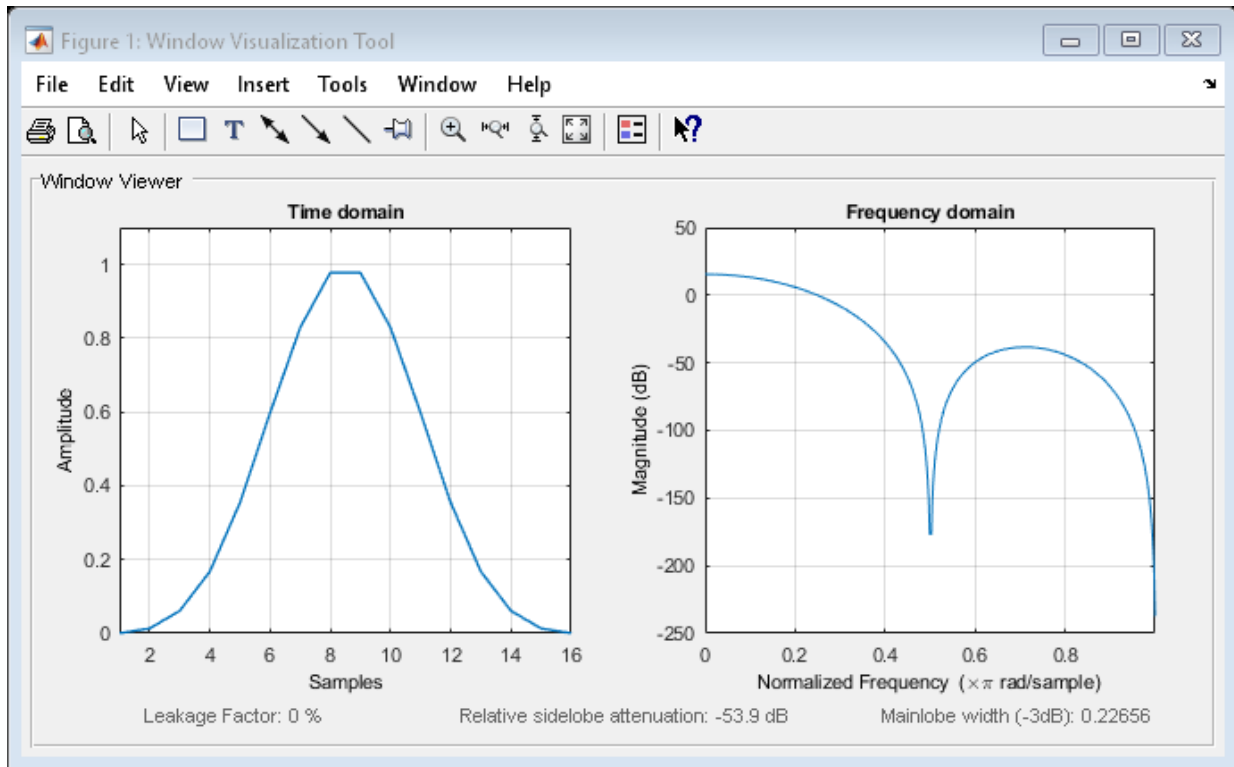 Figure 1: Window Visualization Tool
File Edit View Insert Tools Window Help
T
Window Viewer
Time domain
1
0.8
0.6
0.4
0.2
0
Amplitude
2 4 6 8 10 12 14 16
Samples
Frequency domain
50
0
-50
-100
-150
-200
-250
Magnitude (dB)
0 0.2 0.4 0.6 0.8
Normalized Frequency (×π rad/sample)
Leakage Factor: 0 % Relative sidelobe attenuation: -53.9 dB Mainlobe width (-3dB): 0.22656